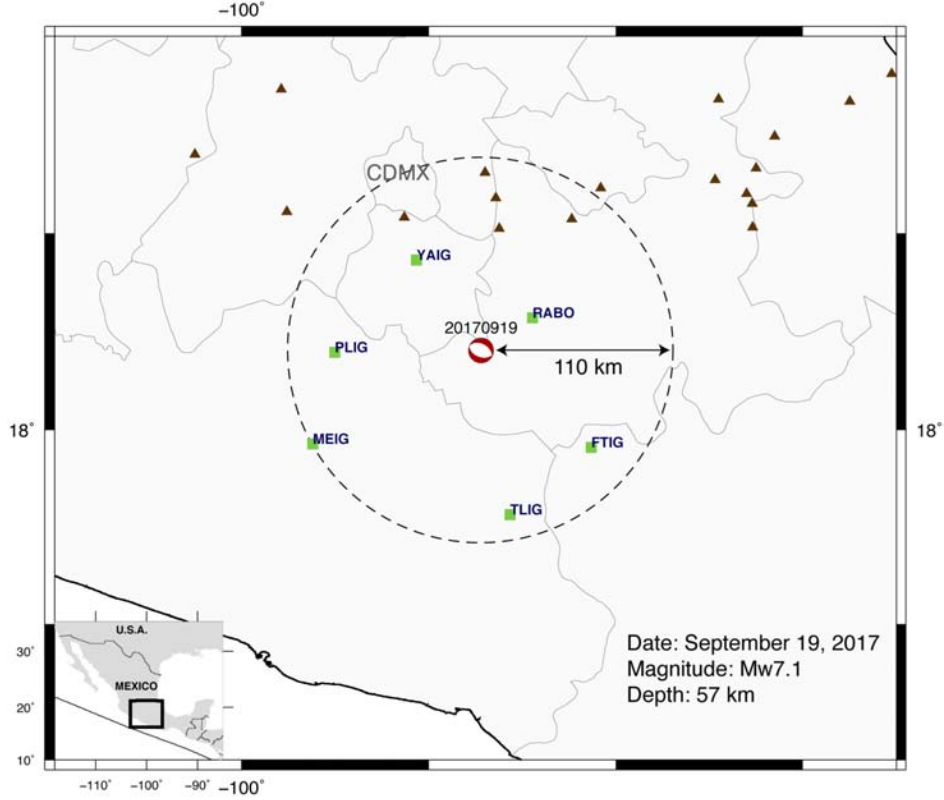 −100°
CDMX
YAIG
RABO
20170919
PLIG
110 km
18°
18°
MEIG
FTIG
TLIG
U.S.A.
Date: September 19, 2017
30°
Magnitude: Mw7.1
MEXICO
Depth: 57 km
20°
10°
−110°
−100°
−90°
−100°